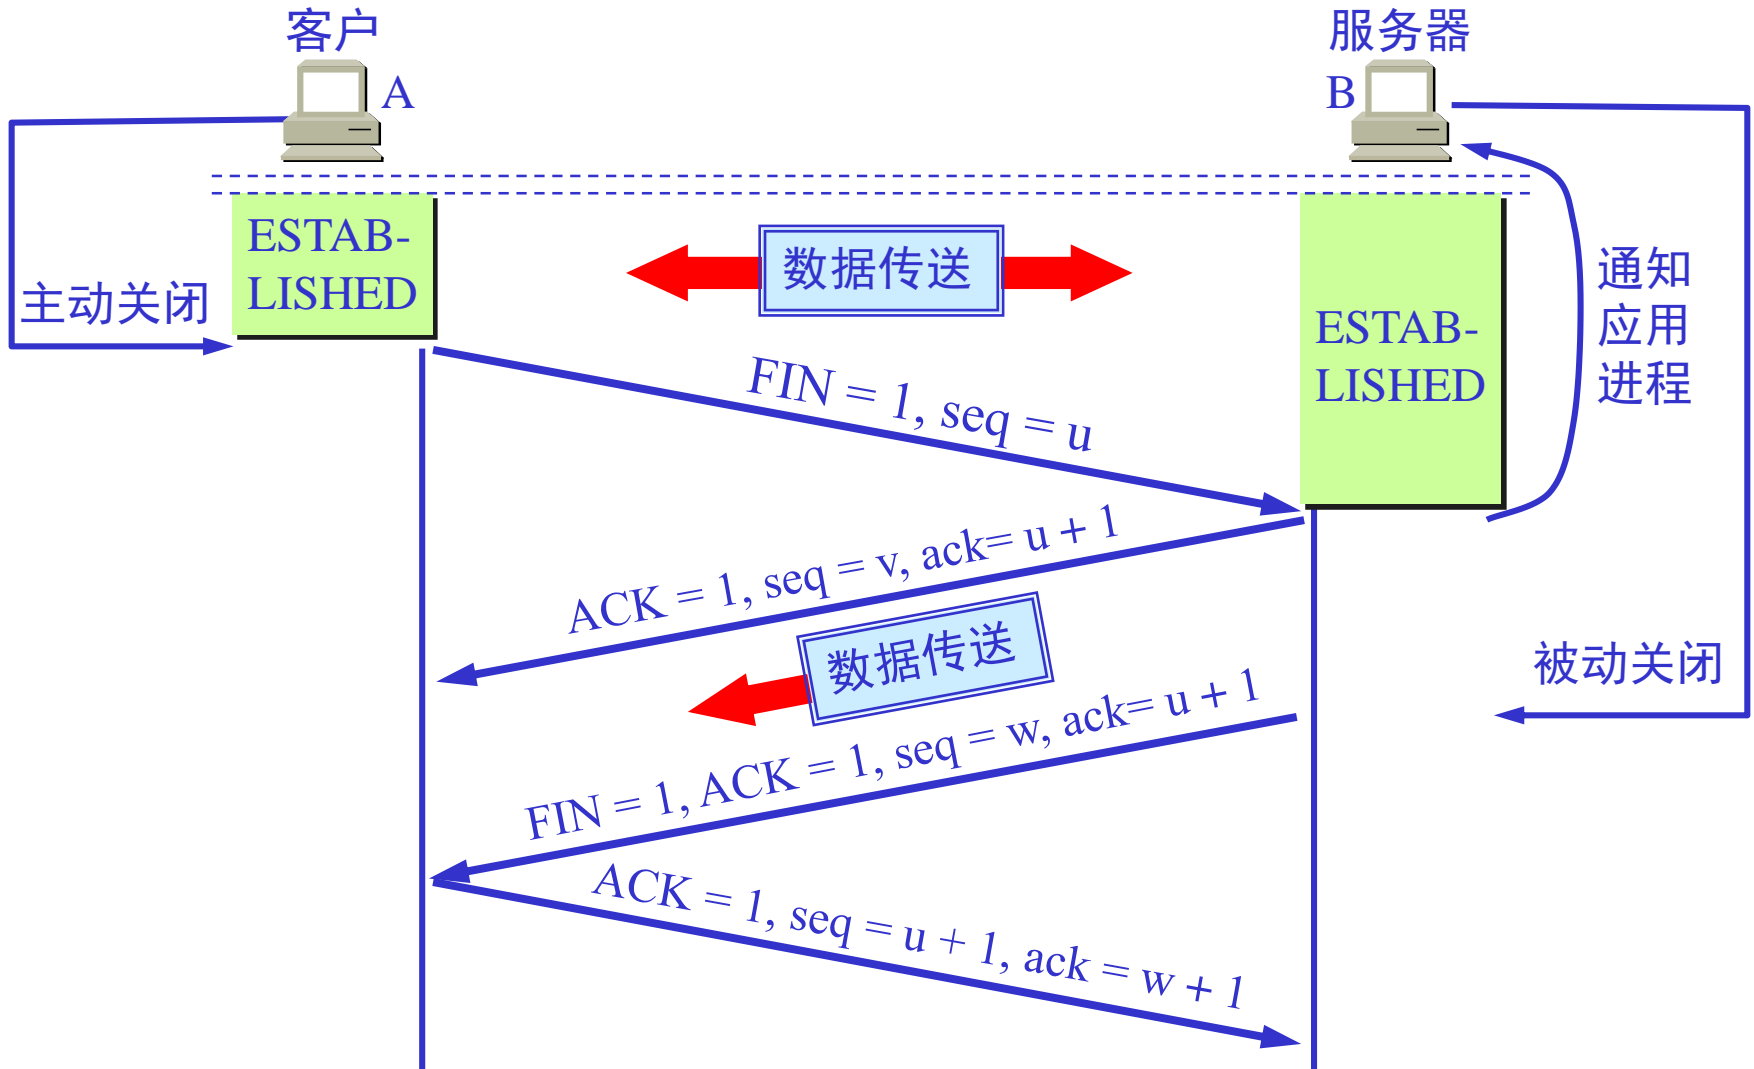 客户
服务器
A
B
ESTAB-
LISHED
数据传送
主动关闭
ESTAB-
LISHED
通知
应用
进程
FIN = 1, seq = u
ACK = 1, seq = v, ack= u + 1
数据传送
被动关闭
FIN = 1, ACK = 1, seq = w, ack= u + 1
ACK = 1, seq = u + 1, ack = w + 1